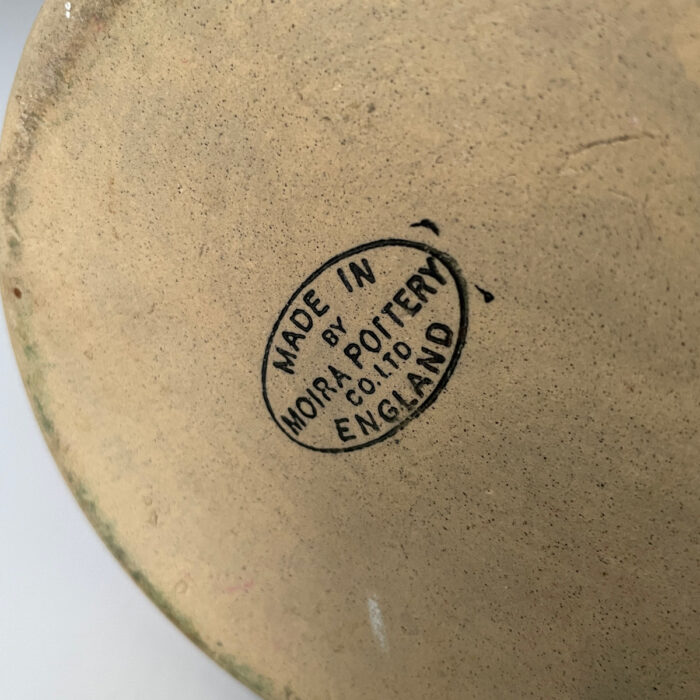 MADE IN
BY
MOIRA POTTERY
CO. LTD
ENGLAND